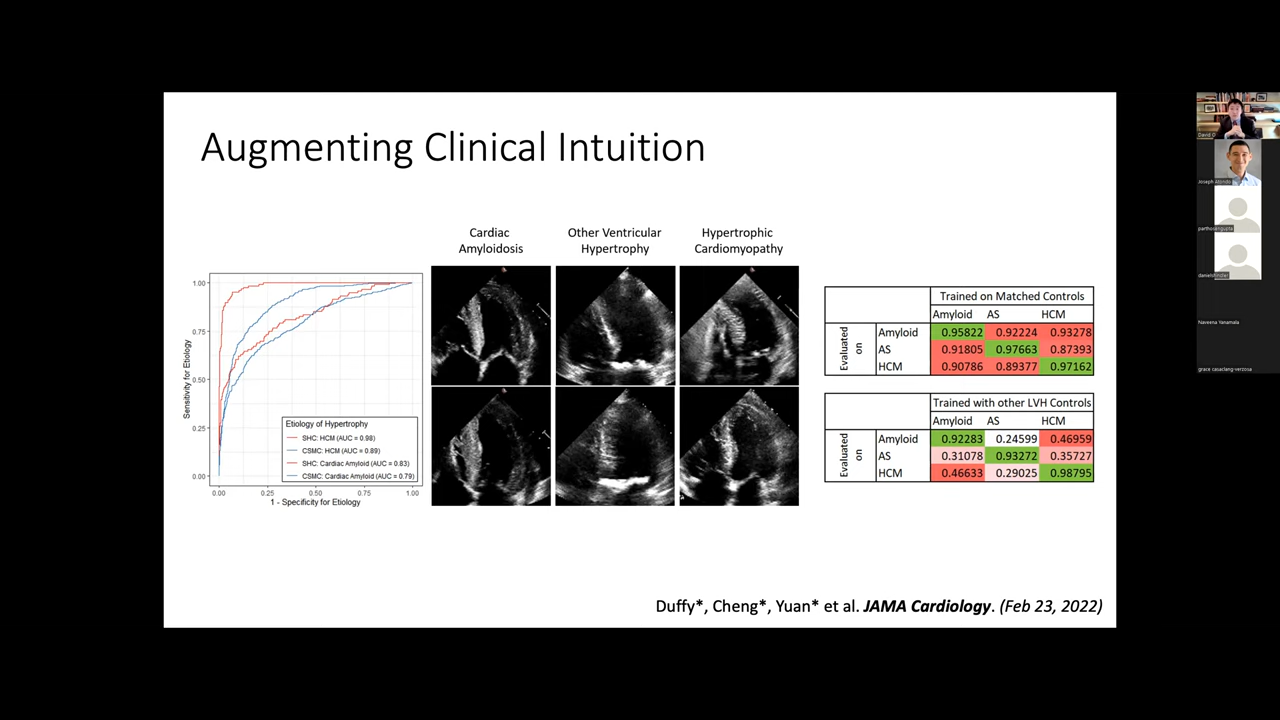 Augmenting Clinical Intuition
Cardiac
Amyloidosis
Other Ventricular
Hypertrophy
Hypertrophic
Cardiomyopathy
1.00
0.75
0.50
0.25
0.00
Sensitivity for Etiology
0.00 0.25 0.50 0.75 1.00
1 - Specificity for Etiology
Etiology of Hypertrophy
SHC: HCM (AUC = 0.98)
CSMC: HCM (AUC = 0.89)
SHC: Cardiac Amyloid (AUC = 0.83)
CSMC: Cardiac Amyloid (AUC = 0.79)
Trained on Matched Controls
Amyloid AS HCM
Evaluated
on
Amyloid 0.95822 0.92224 0.93278
AS 0.91805 0.97663 0.87393
HCM 0.90786 0.89377 0.97162
Trained with other LVH Controls
Amyloid AS HCM
Evaluated
on
Amyloid 0.92283 0.24599 0.46959
AS 0.31078 0.93272 0.35727
HCM 0.46633 0.29025 0.98795
Duffy*, Cheng*, Yuan* et al. JAMA Cardiology. (Feb 23, 2022)
David O
Joseph
Naveena Yanamala